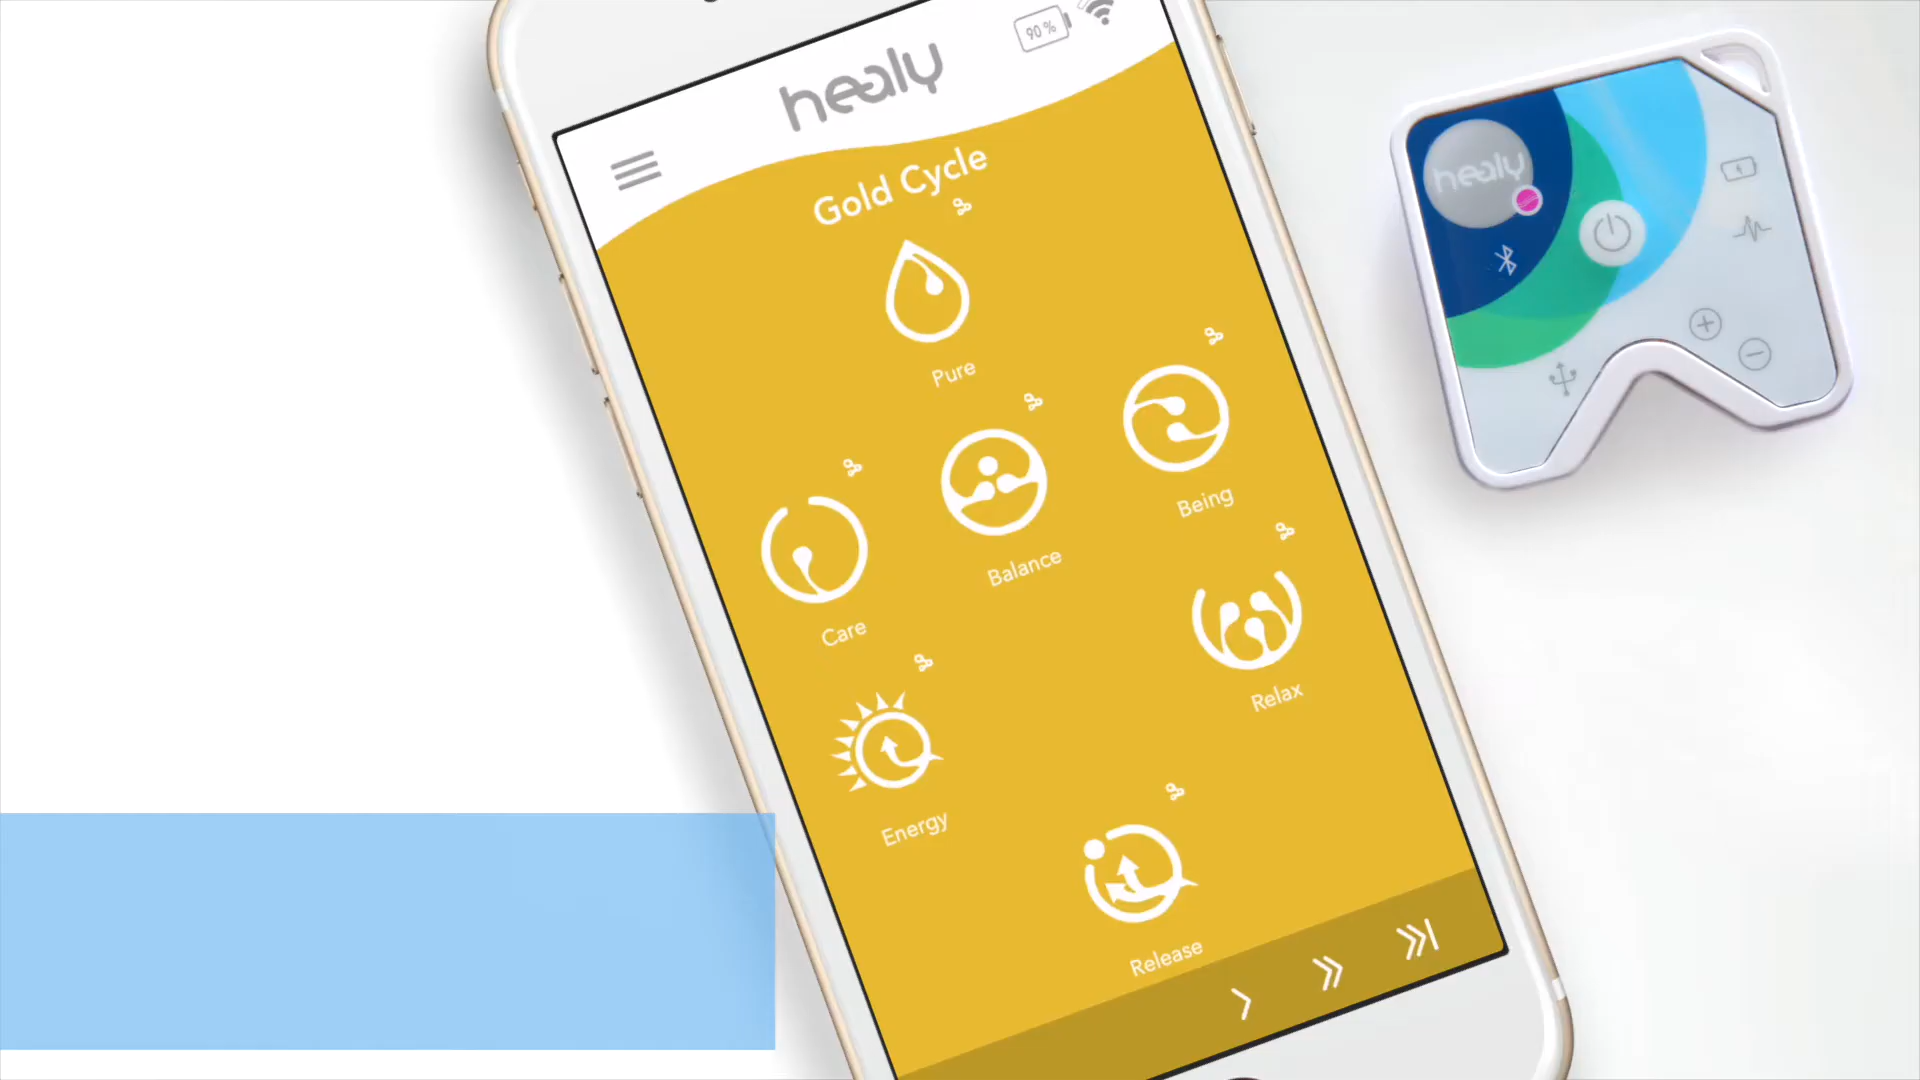 90 %
healy
Gold Cycle
Pure
Being
Balance
Care
Relax
Energy
Release
healy